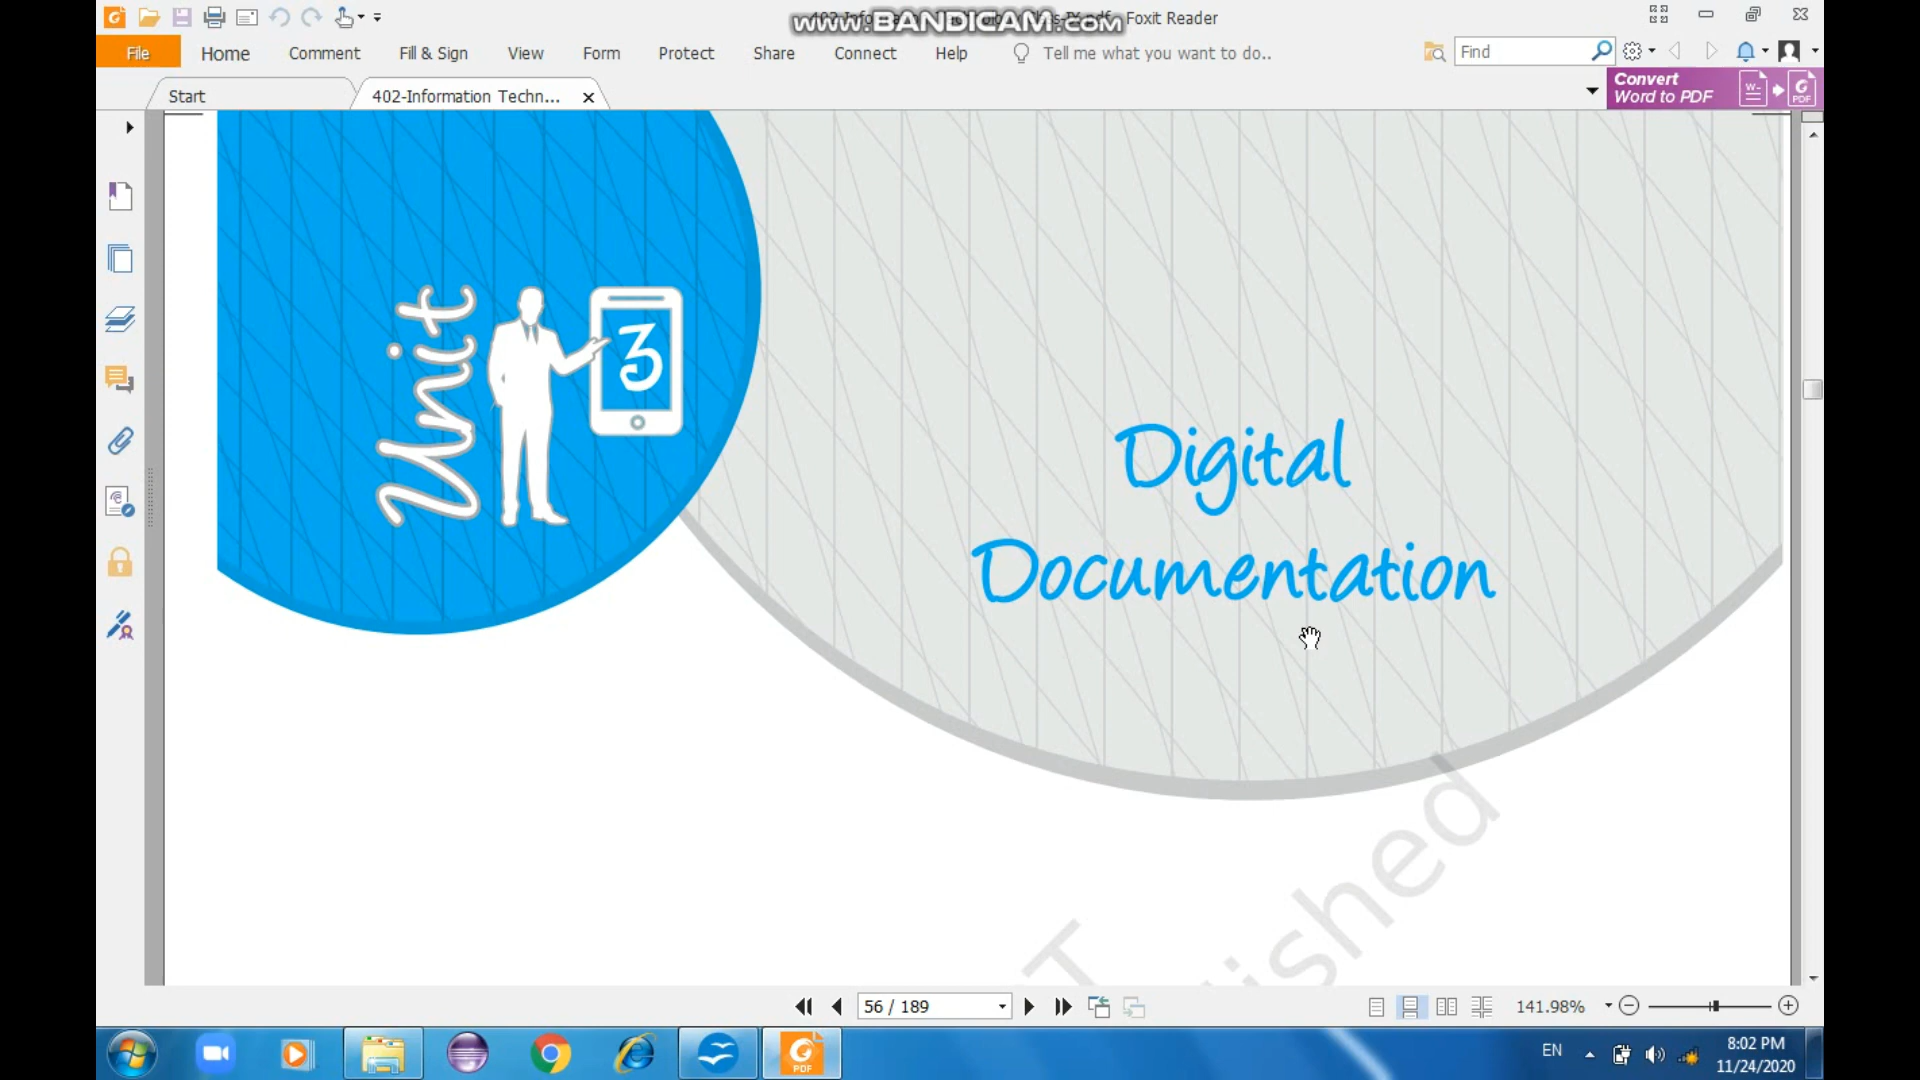 www.BANDICAM.com
Foxit Reader
File
Home
Comment
Fill & Sign
View
Form
Protect
Share
Connect
Help
Tell me what you want to do..
Find
Start
402-Information Techn...
Convert
Word to PDF
PDF
Unit
3
Digital
Documentation
56 / 189
141.98%
PDF
EN
8:02 PM
11/24/2020